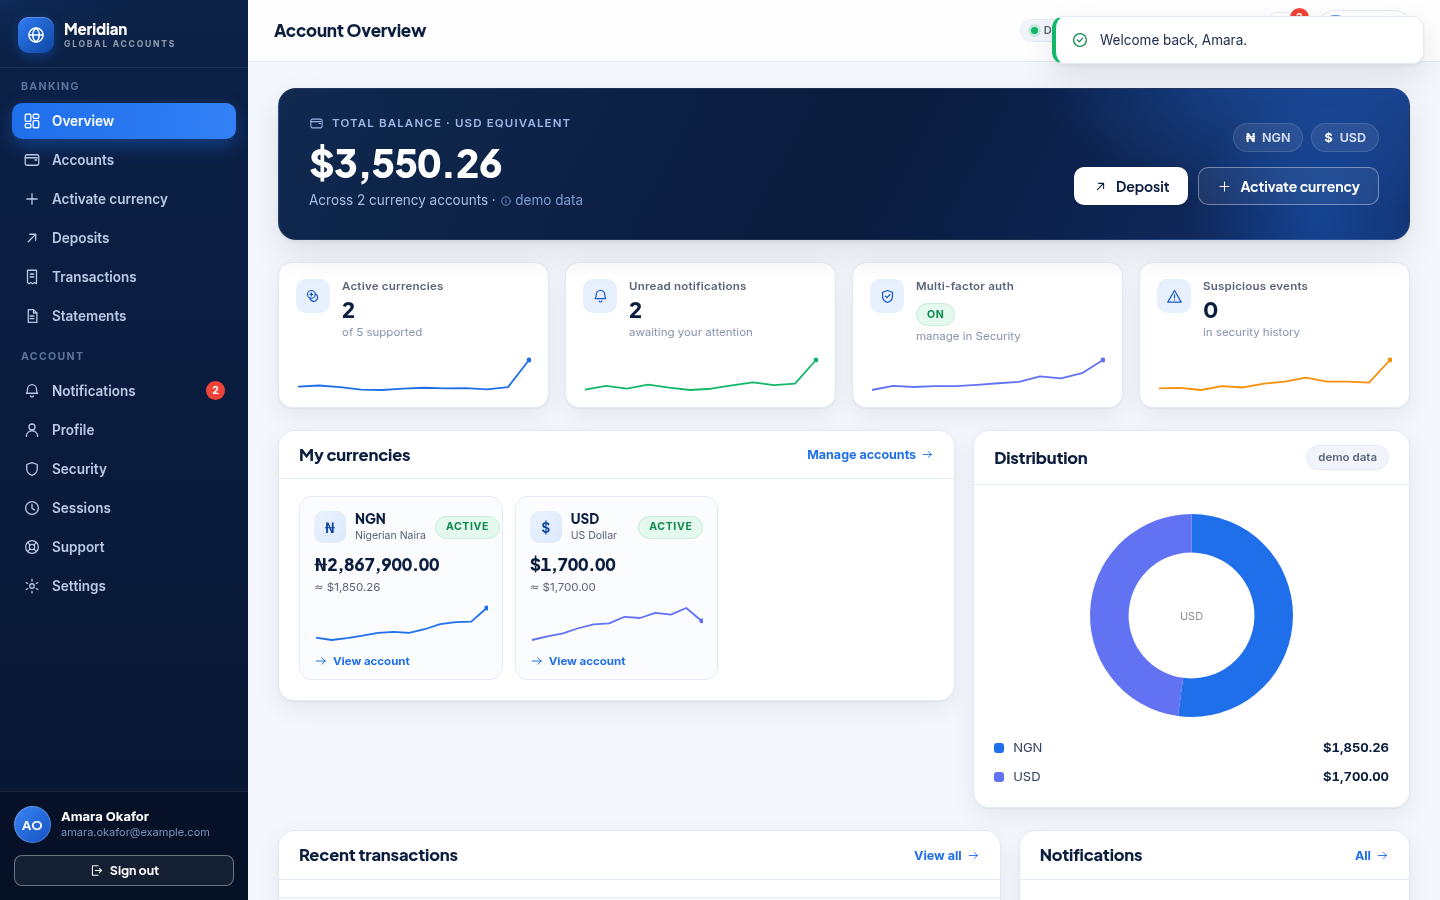 Meridian
GLOBAL ACCOUNTS
BANKING
Overview
Accounts
Activate currency
Deposits
Transactions
Statements
ACCOUNT
Notifications 2
Profile
Security
Sessions
Support
Settings
AO
Amara Okafor
amara.okafor@example.com
Sign out
Account Overview
D
Welcome back, Amara.
TOTAL BALANCE · USD EQUIVALENT
$3,550.26
Across 2 currency accounts · demo data
₦ NGN
$ USD
Deposit
Activate currency
Active currencies
2
of 5 supported
Unread notifications
2
awaiting your attention
Multi-factor auth
ON
manage in Security
Suspicious events
0
in security history
My currencies
Manage accounts
₦
NGN
Nigerian Naira
ACTIVE
₦2,867,900.00
≈ $1,850.26
View account
$
USD
US Dollar
ACTIVE
$1,700.00
≈ $1,700.00
View account
Distribution
demo data
USD
NGN $1,850.26
USD $1,700.00
Recent transactions
View all
Notifications
All